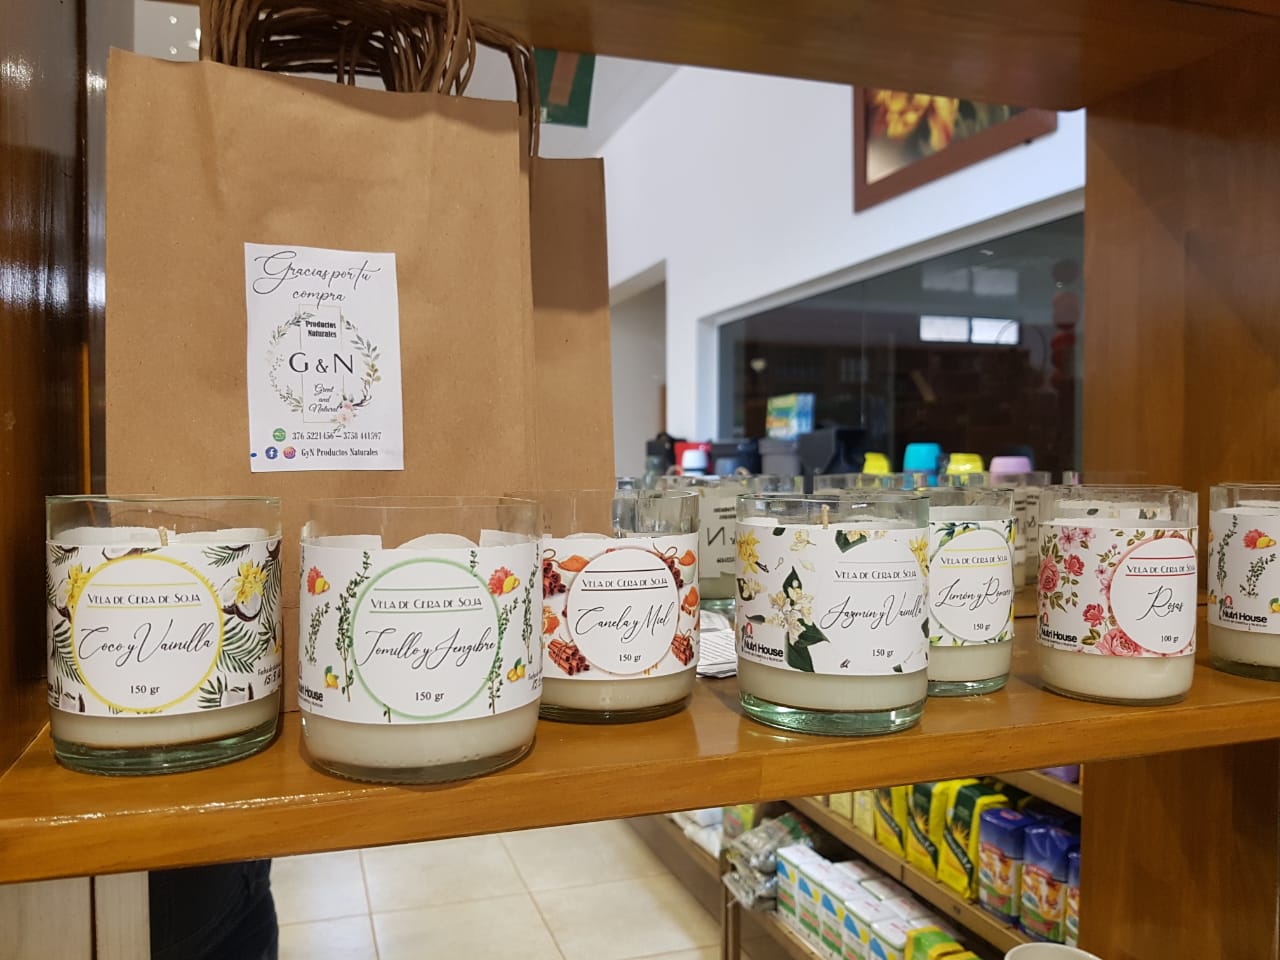 Gracias por tu
compra
Productos
Naturales
G & N
Great
and
Natural
376 5221456 – 3758 441597
GyN Productos Naturales
VELA DE CERA DE SOJA
Coco y Vainilla
150 gr
VELA DE CERA DE SOJA
Tomillo y Jengibre
150 gr
House
VELA DE CERA DE SOJA
Canela y Miel
150 gr
VELA DE CERA DE SOJA
Jazmín y Vainilla
150 gr
Nutri House
VELA DE CERA DE SOJA
Limón y Romero
150 gr
VELA DE CERA DE SOJA
Rosas
100 gr
Nutri House
Nutri House